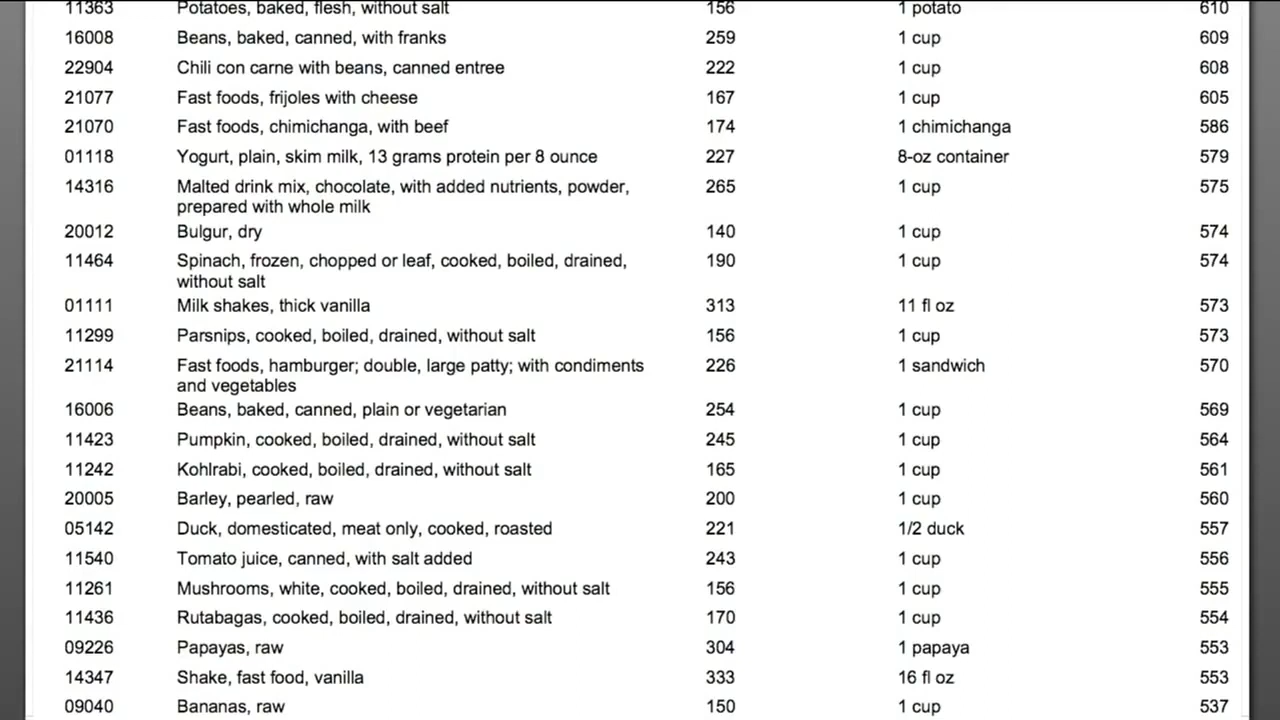 11363 Potatoes, baked, flesh, without salt 156 1 potato 610
16008 Beans, baked, canned, with franks 259 1 cup 609
22904 Chili con carne with beans, canned entree 222 1 cup 608
21077 Fast foods, frijoles with cheese 167 1 cup 605
21070 Fast foods, chimichanga, with beef 174 1 chimichanga 586
01118 Yogurt, plain, skim milk, 13 grams protein per 8 ounce 227 8-oz container 579
14316 Malted drink mix, chocolate, with added nutrients, powder, 265 1 cup 575
prepared with whole milk
20012 Bulgur, dry 140 1 cup 574
11464 Spinach, frozen, chopped or leaf, cooked, boiled, drained, 190 1 cup 574
without salt
01111 Milk shakes, thick vanilla 313 11 fl oz 573
11299 Parsnips, cooked, boiled, drained, without salt 156 1 cup 573
21114 Fast foods, hamburger; double, large patty; with condiments 226 1 sandwich 570
and vegetables
16006 Beans, baked, canned, plain or vegetarian 254 1 cup 569
11423 Pumpkin, cooked, boiled, drained, without salt 245 1 cup 564
11242 Kohlrabi, cooked, boiled, drained, without salt 165 1 cup 561
20005 Barley, pearled, raw 200 1 cup 560
05142 Duck, domesticated, meat only, cooked, roasted 221 1/2 duck 557
11540 Tomato juice, canned, with salt added 243 1 cup 556
11261 Mushrooms, white, cooked, boiled, drained, without salt 156 1 cup 555
11436 Rutabagas, cooked, boiled, drained, without salt 170 1 cup 554
09226 Papayas, raw 304 1 papaya 553
14347 Shake, fast food, vanilla 333 16 fl oz 553
09040 Bananas, raw 150 1 cup 537